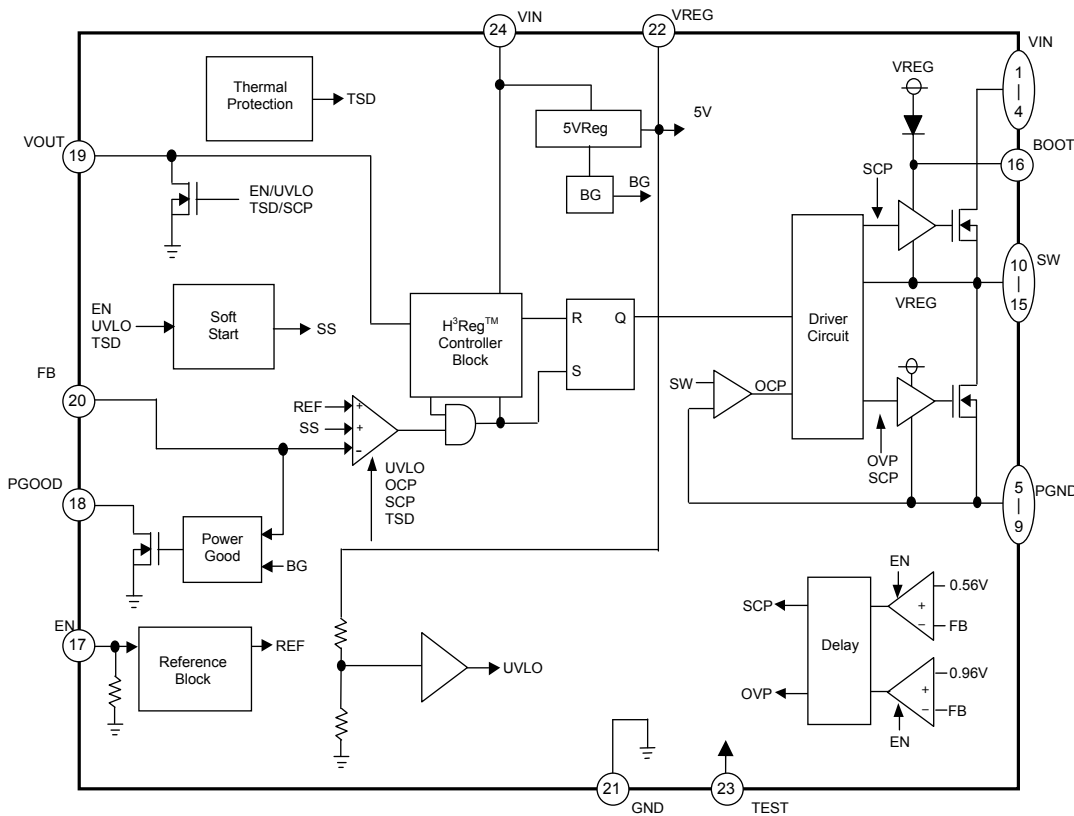 VIN
24
VREG
22
VIN
1
4
Thermal
Protection
TSD
VREG
5VReg
5V
VOUT
19
BOOT
16
EN/UVLO
TSD/SCP
BG
BG
SCP
SW
10
15
EN
UVLO
TSD
Soft
Start
SS
H³Reg™
Controller
Block
R
Q
S
VREG
Driver
Circuit
FB
20
REF
SS
+
+
−
SW
OCP
UVLO
OCP
SCP
TSD
OVP
SCP
PGOOD
18
Power
Good
BG
5
9
PGND
EN
17
Reference
Block
REF
UVLO
SCP
OVP
Delay
EN
0.56V
+
−
FB
0.96V
+
−
FB
EN
21
GND
23
TEST